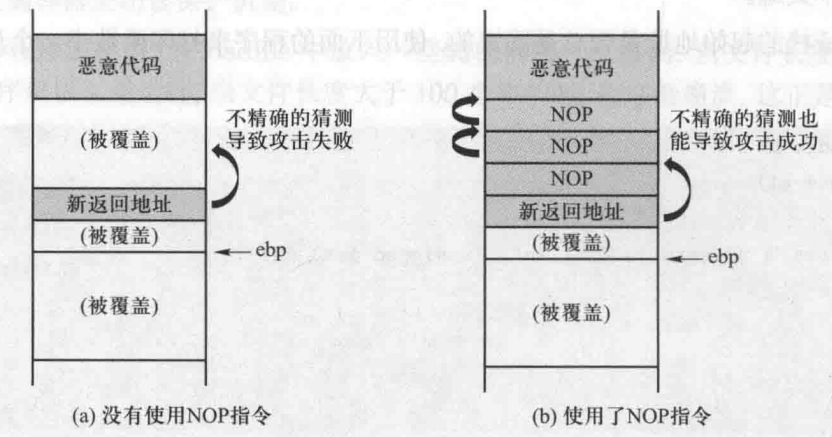 恶意代码
不精确的猜测
导致攻击失败
(被覆盖)
新返回地址
(被覆盖)
ebp
(被覆盖)
(a) 没有使用NOP指令
恶意代码
NOP
不精确的猜测也
能导致攻击成功
NOP
NOP
新返回地址
(被覆盖)
ebp
(被覆盖)
(b) 使用了NOP指令